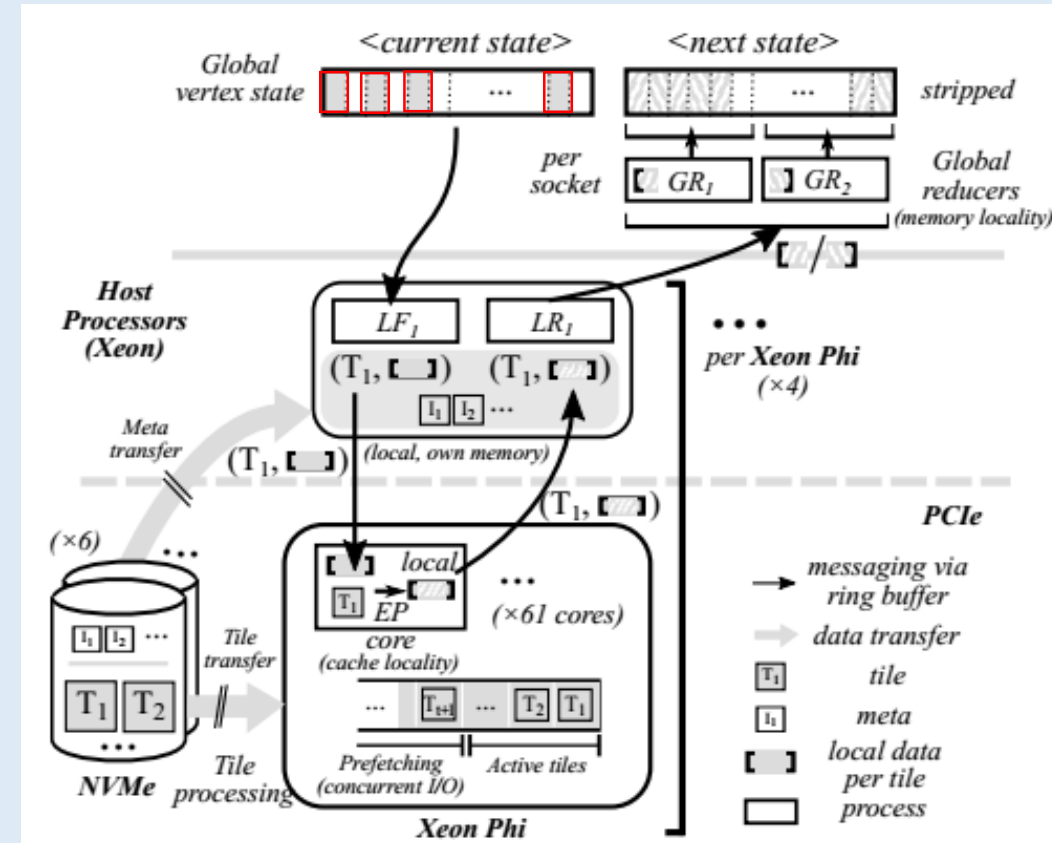 <current state>
<next state>
Global
vertex state
...
...
stripped
per
socket
GR1
GR2
Global
reducers
(memory locality)
/
Host
Processors
(Xeon)
LF1
LR1
(T1, [ ])
(T1, [ ])
I1 I2 ...
(local, own memory)
...
per Xeon Phi
(×4)
Meta
transfer
(T1, [ ])
(T1, [ ])
PCIe
(×6)
...
I1 I2 ...
T1 T2
...
NVMe
Tile
transfer
Tile
processing
local
T1 EP
core
(cache locality)
...
(×61 cores)
... Tt+1 ... T2 T1
Prefetching
(concurrent I/O)
Active tiles
Xeon Phi
messaging via
ring buffer
data transfer
T1 tile
I1 meta
[ ] local data
per tile
process